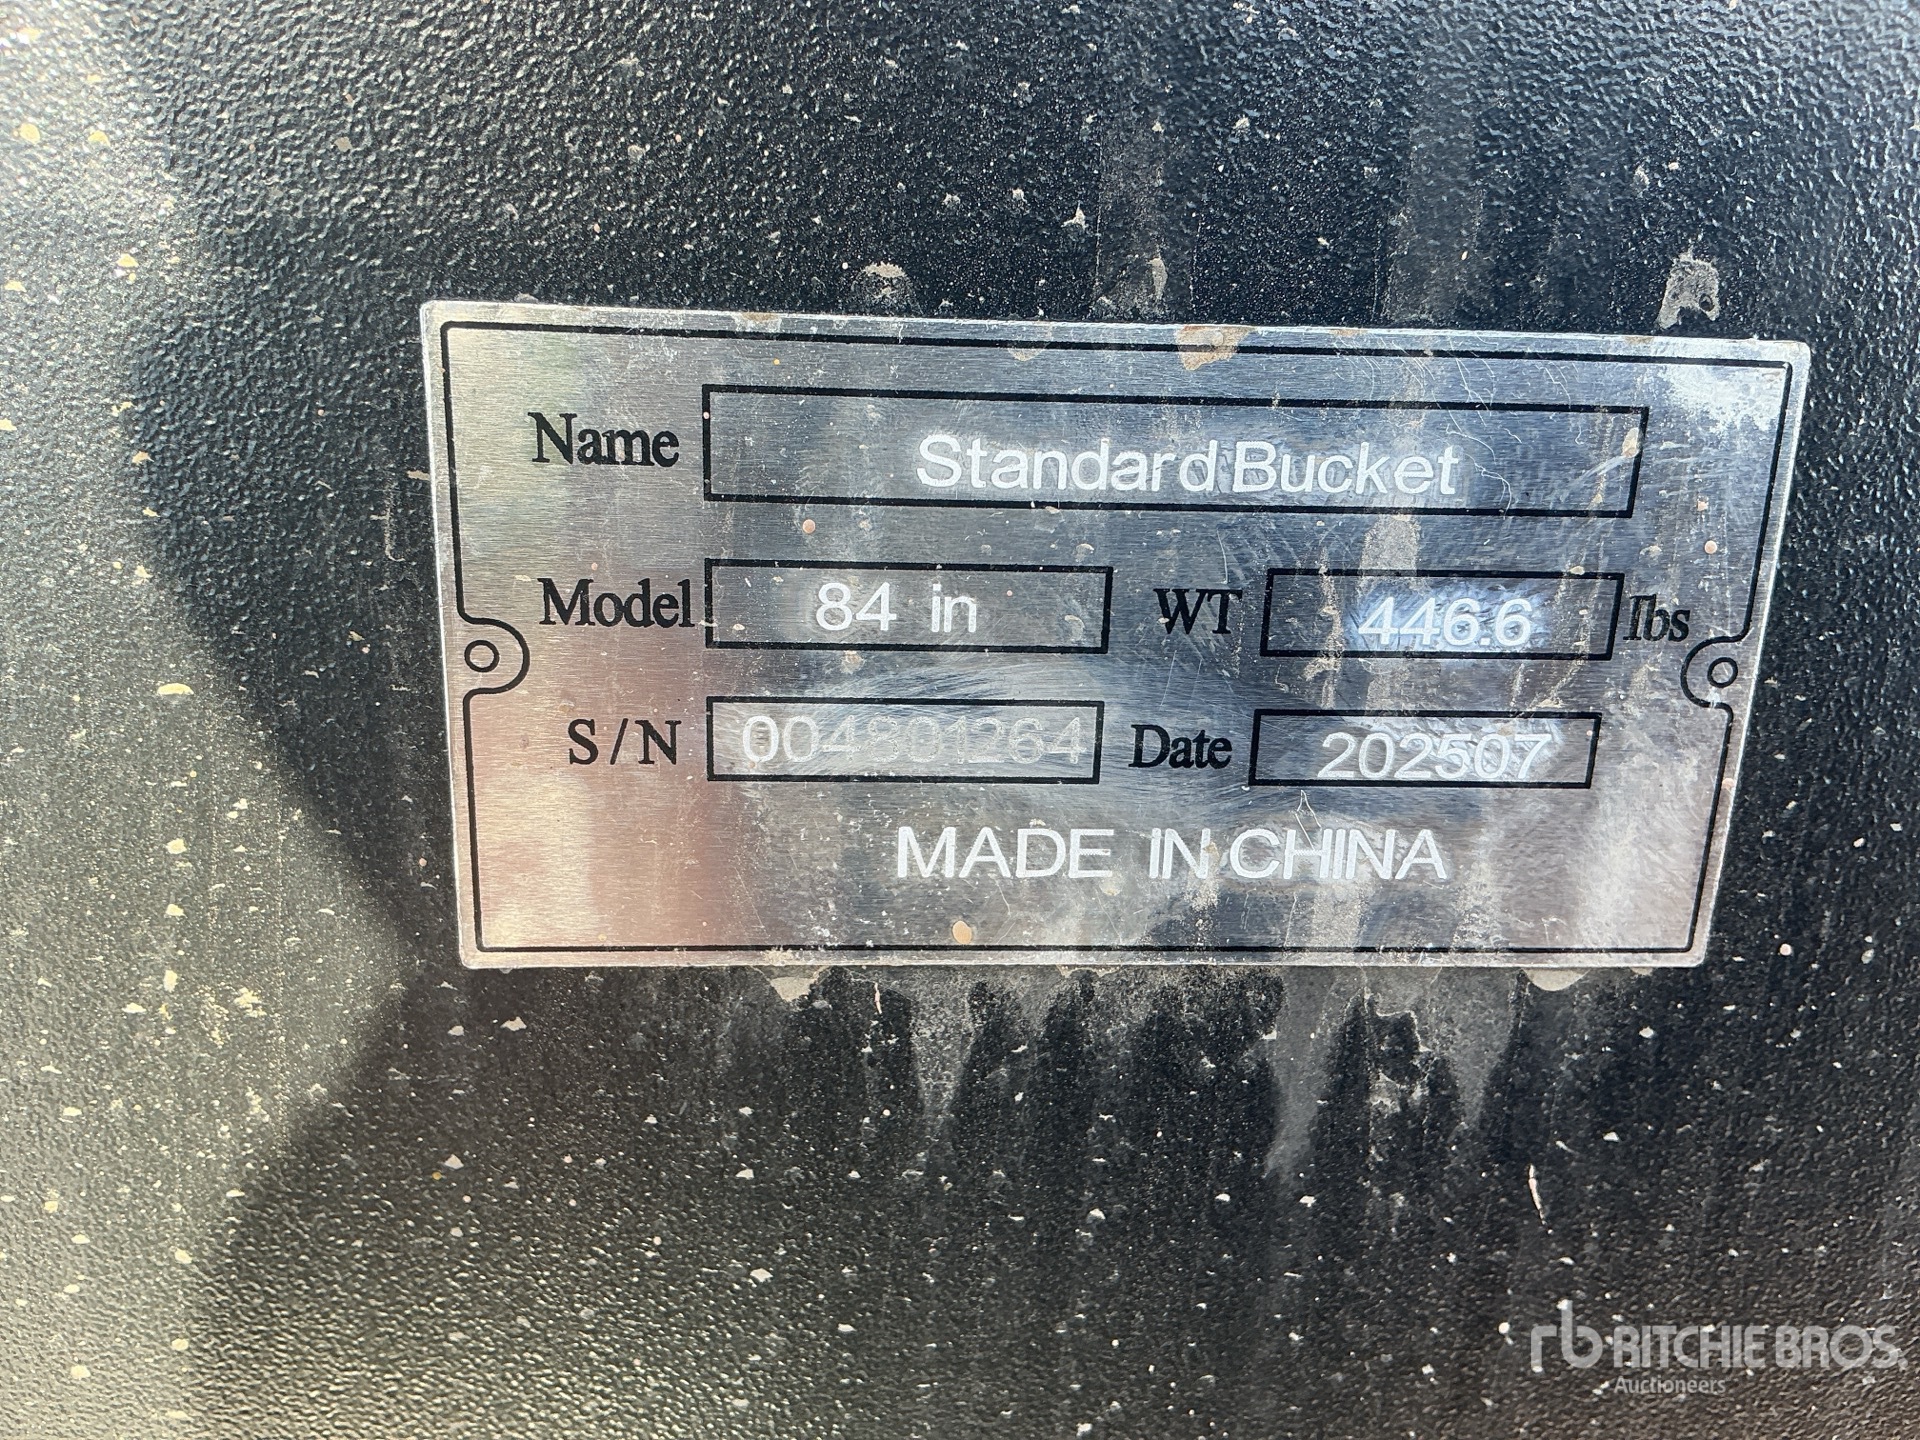 Name Standard Bucket
Model 84 in WT 446.6 lbs
S/N 004801264 Date 202507
MADE IN CHINA
rb RITCHIE BROS.
Auctioneers